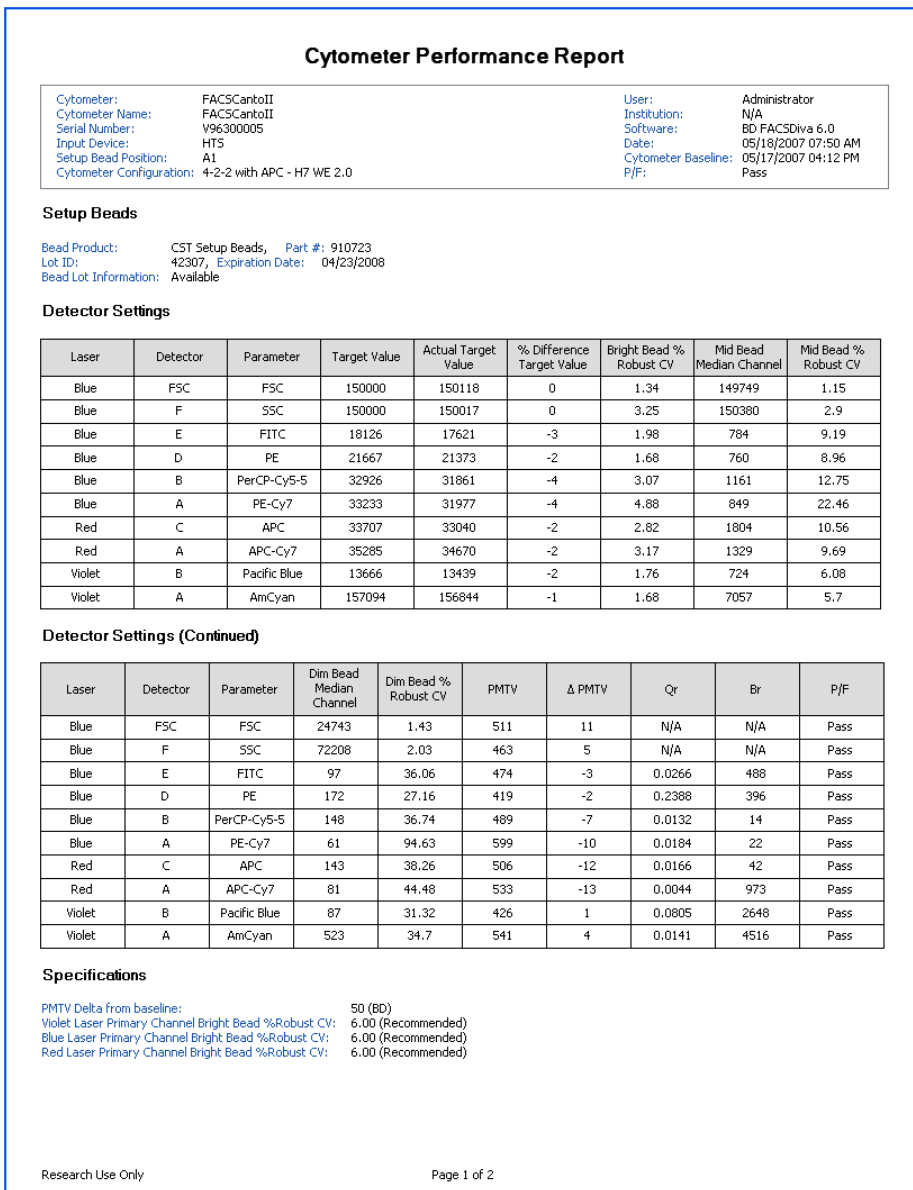 Cytometer Performance Report
Cytometer: FACSCantoII User: Administrator
Cytometer Name: FACSCantoII Institution: N/A
Serial Number: V96300005 Software: BD FACSDiva 6.0
Input Device: HTS Date: 05/18/2007 07:50 AM
Setup Bead Position: A1 Cytometer Baseline: 05/17/2007 04:12 PM
Cytometer Configuration: 4-2-2 with APC - H7 WE 2.0 P/F: Pass
Setup Beads
Bead Product: CST Setup Beads, Part #: 910723
Lot ID: 42307, Expiration Date: 04/23/2008
Bead Lot Information: Available
Detector Settings
Laser Detector Parameter Target Value Actual Target Value % Difference Target Value Bright Bead % Robust CV Mid Bead Median Channel Mid Bead % Robust CV
Blue FSC FSC 150000 150118 0 1.34 149749 1.15
Blue F SSC 150000 150017 0 3.25 150380 2.9
Blue E FITC 18126 17621 -3 1.98 784 9.19
Blue D PE 21667 21373 -2 1.68 760 8.96
Blue B PerCP-Cy5-5 32926 31861 -4 3.07 1161 12.75
Blue A PE-Cy7 33233 31977 -4 4.88 849 22.46
Red C APC 33707 33040 -2 2.82 1804 10.56
Red A APC-Cy7 35285 34670 -2 3.17 1329 9.69
Violet B Pacific Blue 13666 13439 -2 1.76 724 6.08
Violet A AmCyan 157094 156844 -1 1.68 7057 5.7
Detector Settings (Continued)
Laser Detector Parameter Dim Bead Median Channel Dim Bead % Robust CV PMTV Δ PMTV Qr Br P/F
Blue FSC FSC 24743 1.43 511 11 N/A N/A Pass
Blue F SSC 72208 2.03 463 5 N/A N/A Pass
Blue E FITC 97 36.06 474 -3 0.0266 488 Pass
Blue D PE 172 27.16 419 -2 0.2388 396 Pass
Blue B PerCP-Cy5-5 148 36.74 489 -7 0.0132 14 Pass
Blue A PE-Cy7 61 94.63 599 -10 0.0184 22 Pass
Red C APC 143 38.26 506 -12 0.0166 42 Pass
Red A APC-Cy7 81 44.48 533 -13 0.0044 973 Pass
Violet B Pacific Blue 87 31.32 426 1 0.0805 2648 Pass
Violet A AmCyan 523 34.7 541 4 0.0141 4516 Pass
Specifications
PMTV Delta from baseline: 50 (BD)
Violet Laser Primary Channel Bright Bead %Robust CV: 6.00 (Recommended)
Blue Laser Primary Channel Bright Bead %Robust CV: 6.00 (Recommended)
Red Laser Primary Channel Bright Bead %Robust CV: 6.00 (Recommended)
Research Use Only Page 1 of 2